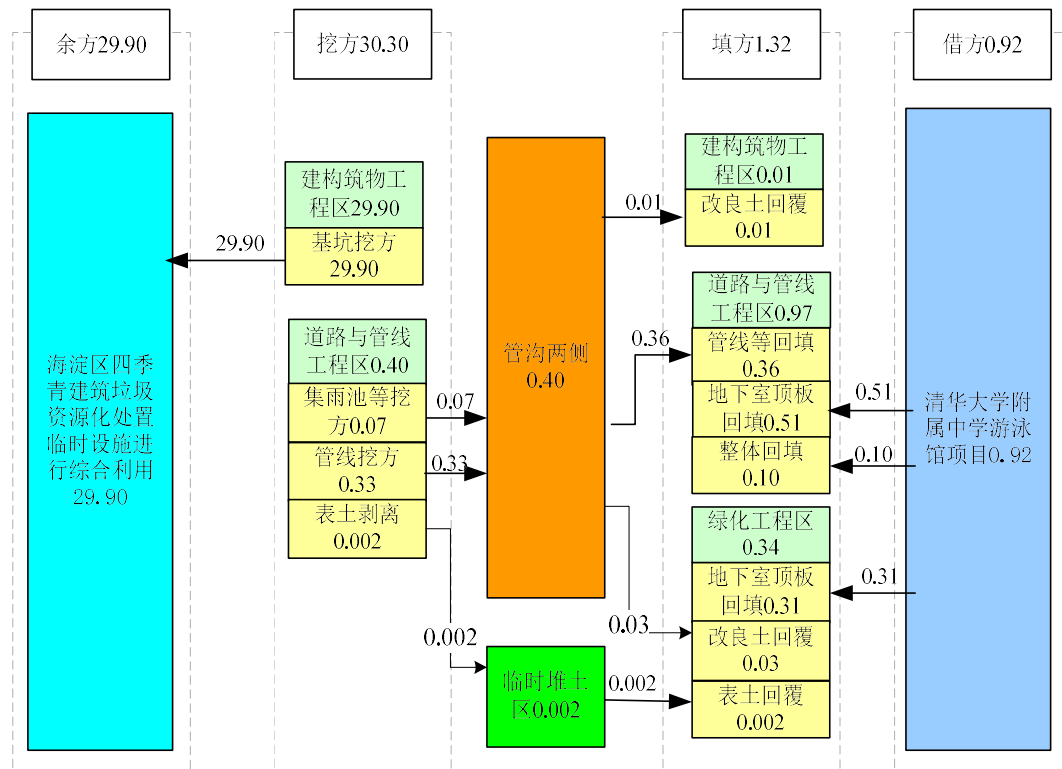 余方29.90
挖方30.30
填方1.32
借方0.92
海淀区四季
青建筑垃圾
资源化处置
临时设施进
行综合利用
29.90
29.90
建构筑物工
程区29.90
基坑挖方
29.90
道路与管线
工程区0.40
集雨池等挖
方0.07
管线挖方
0.33
表土剥离
0.002
0.07
0.33
0.002
管沟两侧
0.40
临时堆土
区0.002
0.01
0.36
0.03
0.002
建构筑物工
程区0.01
改良土回覆
0.01
道路与管线
工程区0.97
管线等回填
0.36
地下室顶板
回填0.51
整体回填
0.10
绿化工程区
0.34
地下室顶板
回填0.31
改良土回覆
0.03
表土回覆
0.002
0.51
0.10
0.31
清华大学附
属中学游泳
馆项目0.92